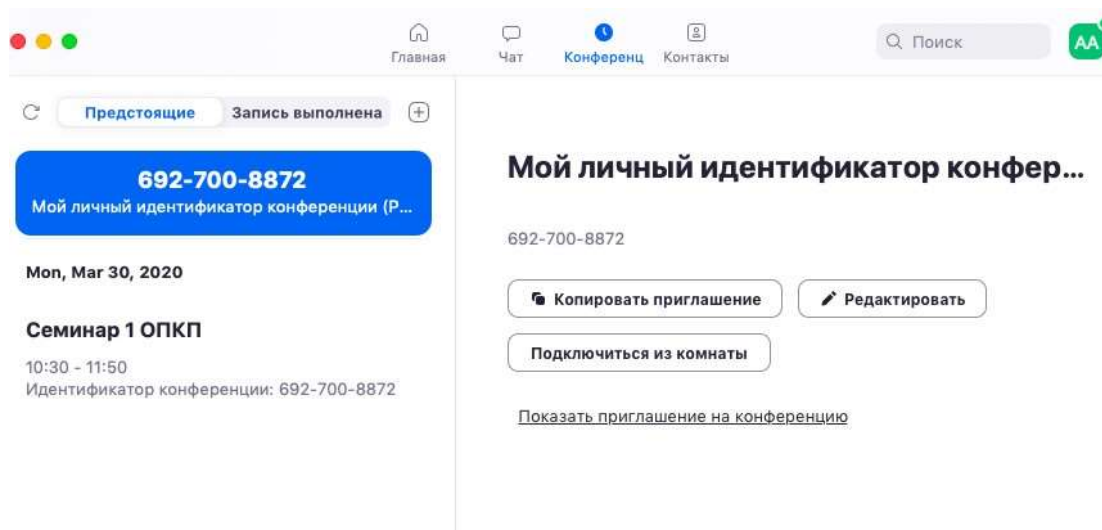 Главная
Чат
Конференц
Контакты
Поиск
AA
Предстоящие
Запись выполнена
692-700-8872
Мой личный идентификатор конференции (P...
Mon, Mar 30, 2020
Семинар 1 ОПКП
10:30 - 11:50
Идентификатор конференции: 692-700-8872
Мой личный идентификатор конфер...
692-700-8872
Копировать приглашение
Редактировать
Подключиться из комнаты
Показать приглашение на конференцию